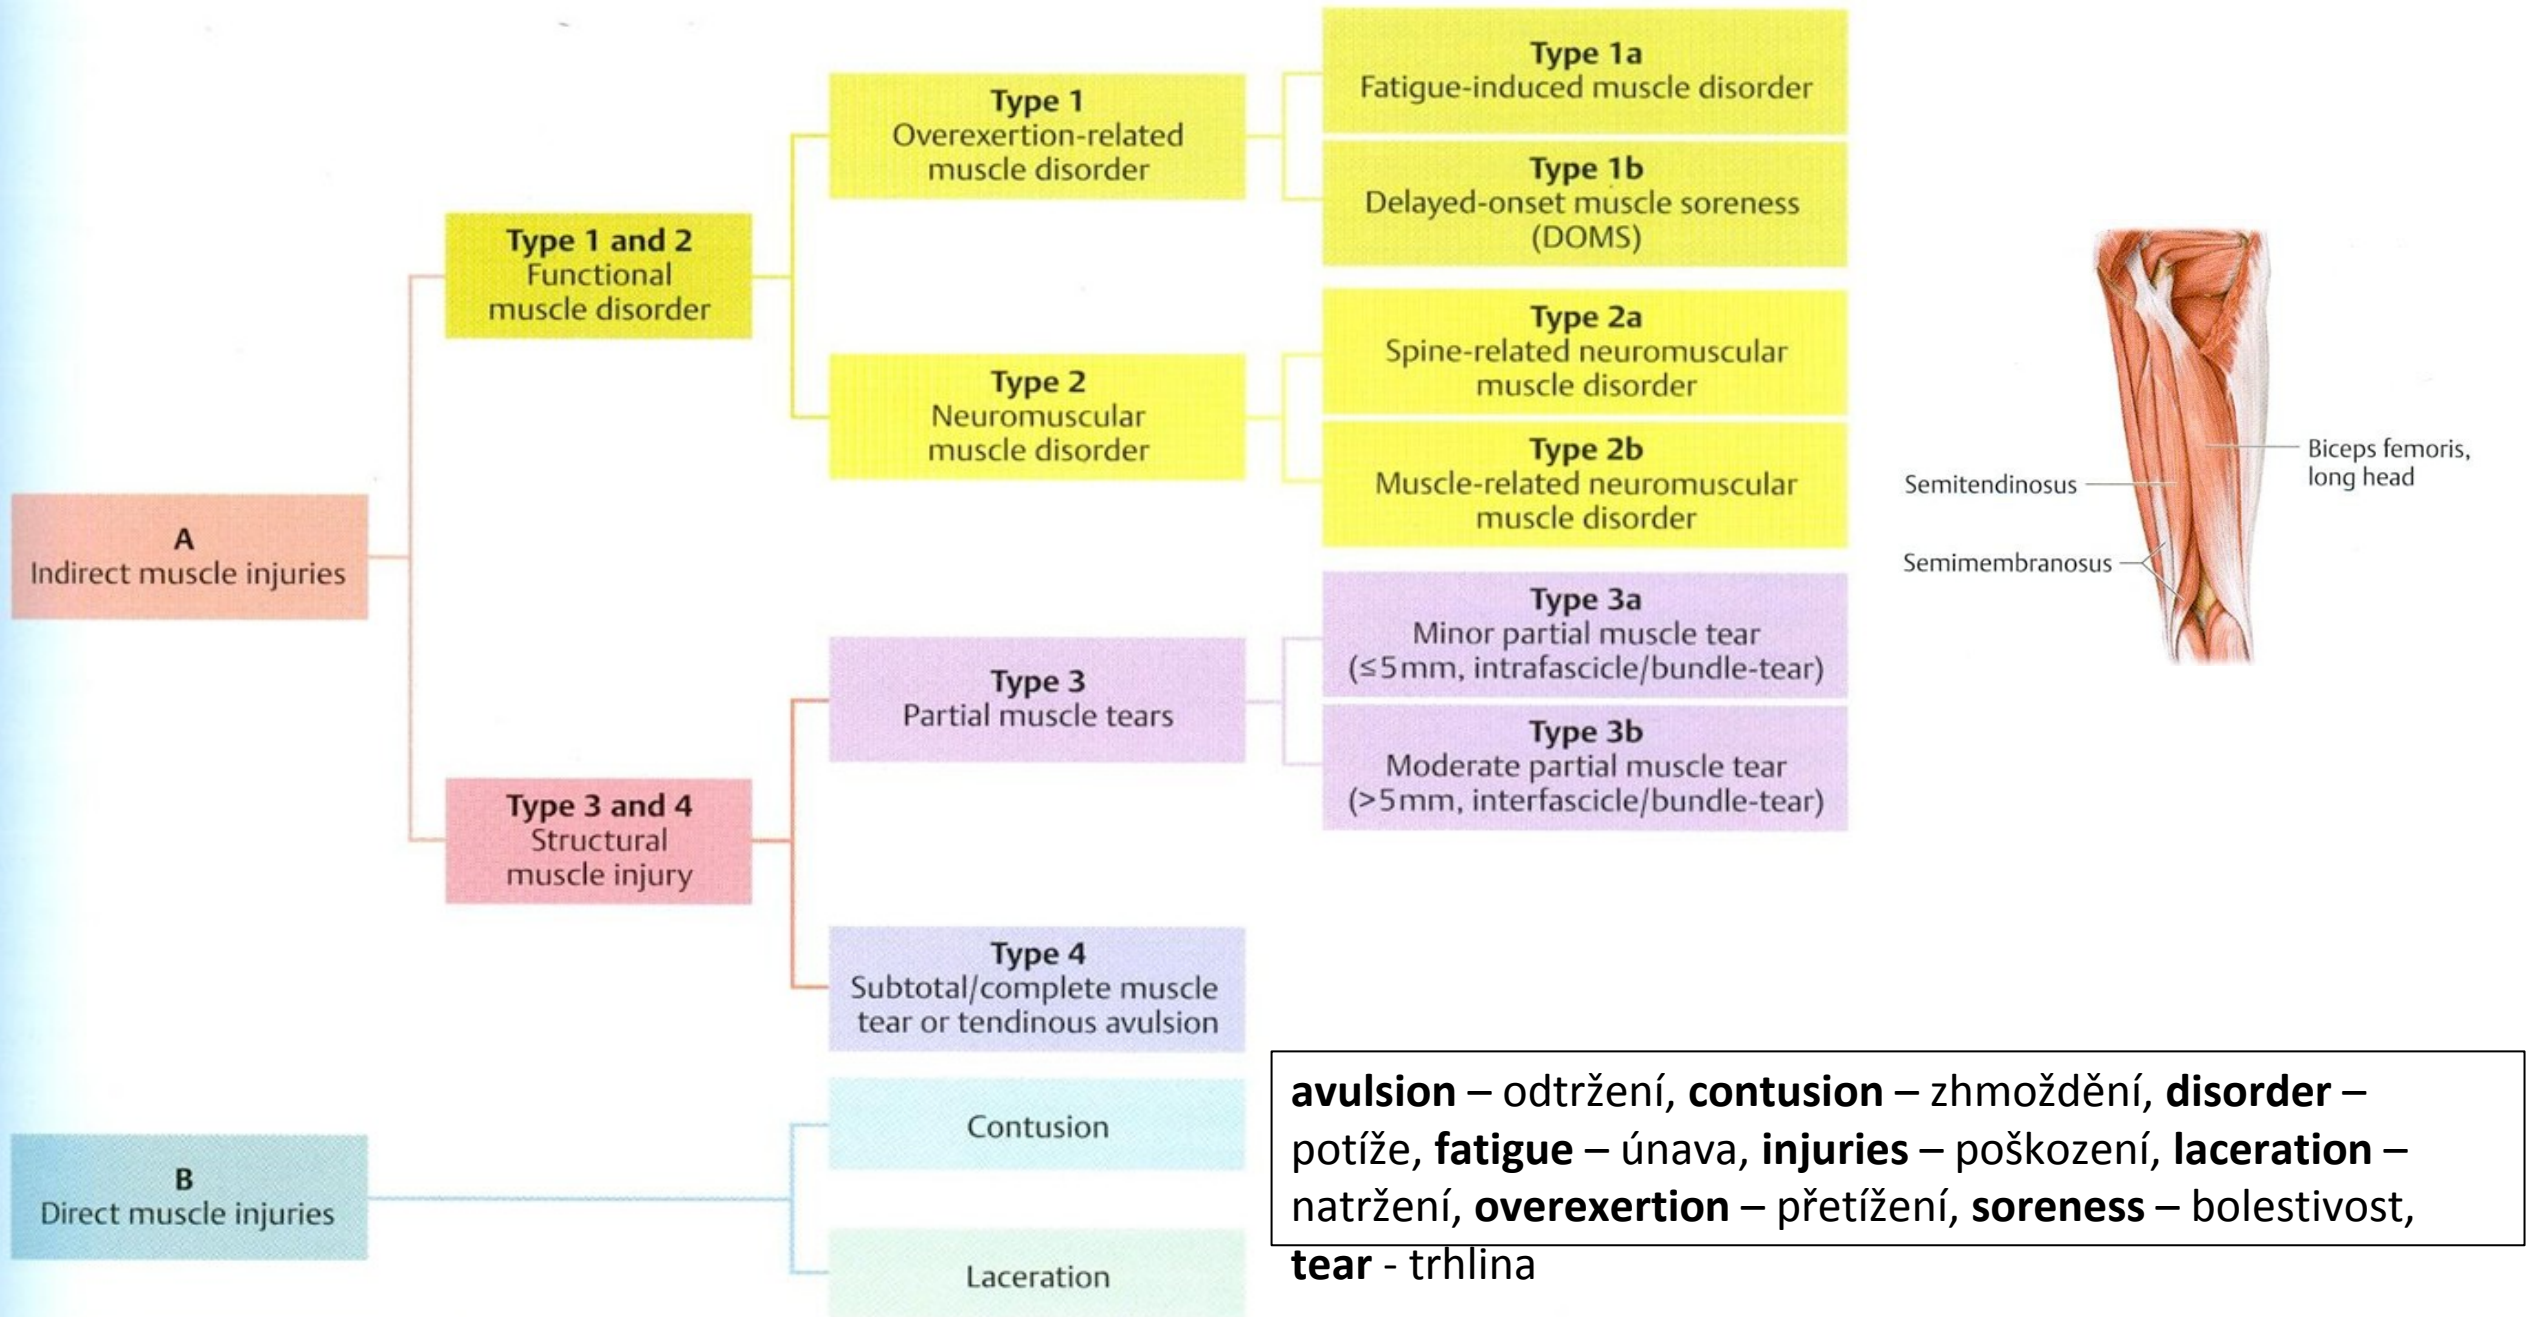 A
Indirect muscle injuries
Type 1 and 2
Functional
muscle disorder
Type 1
Overexertion-related
muscle disorder
Type 1a
Fatigue-induced muscle disorder
Type 1b
Delayed-onset muscle soreness
(DOMS)
Type 2
Neuromuscular
muscle disorder
Type 2a
Spine-related neuromuscular
muscle disorder
Type 2b
Muscle-related neuromuscular
muscle disorder
Type 3 and 4
Structural
muscle injury
Type 3
Partial muscle tears
Type 3a
Minor partial muscle tear
(≤5mm, intrafascicle/bundle-tear)
Type 3b
Moderate partial muscle tear
(>5mm, interfascicle/bundle-tear)
Type 4
Subtotal/complete muscle
tear or tendinous avulsion
B
Direct muscle injuries
Contusion
Laceration
Biceps femoris,
long head
Semitendinosus
Semimembranosus
avulsion – odtržení, contusion – zhmoždění, disorder –
potíže, fatigue – únava, injuries – poškození, laceration –
natržení, overexertion – přetížení, soreness – bolestivost,
tear - trhlina